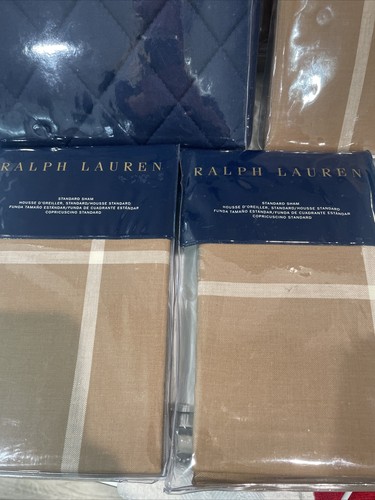 RALPH LAUREN
STANDARD SHAM
HOUSSE D'OREILLER, STANDARD/HOUSSE STANDARD
FUNDA TAMAÑO ESTÁNDAR/FUNDA DE CUADRANTE ESTÁNDAR
COPRICUSCINO STANDARD
RALPH LAUREN
STANDARD SHAM
HOUSSE D'OREILLER, STANDARD/HOUSSE STANDARD
FUNDA TAMAÑO ESTÁNDAR/FUNDA DE CUADRANTE ESTÁNDAR
COPRICUSCINO STANDARD